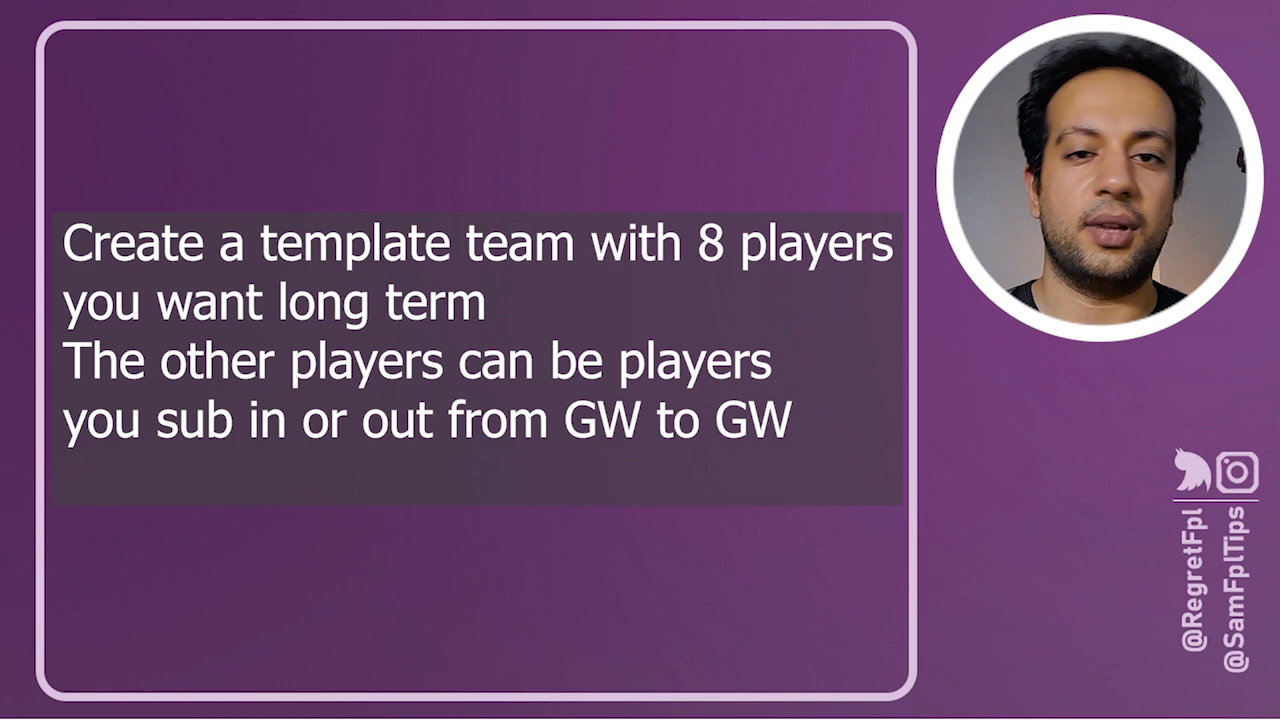 Create a template team with 8 players
you want long term
The other players can be players
you sub in or out from GW to GW
@RegretFpl
@SamFplTips